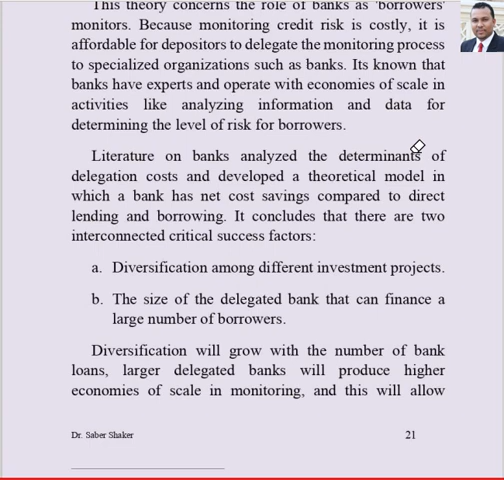 This theory concerns the role of banks as 'borrowers'
monitors. Because monitoring credit risk is costly, it is
affordable for depositors to delegate the monitoring process
to specialized organizations such as banks. Its known that
banks have experts and operate with economies of scale in
activities like analyzing information and data for
determining the level of risk for borrowers.
Literature on banks analyzed the determinants of
delegation costs and developed a theoretical model in
which a bank has net cost savings compared to direct
lending and borrowing. It concludes that there are two
interconnected critical success factors:
a. Diversification among different investment projects.
b. The size of the delegated bank that can finance a
large number of borrowers.
Diversification will grow with the number of bank
loans, larger delegated banks will produce higher
economies of scale in monitoring, and this will allow
Dr. Saber Shaker 21